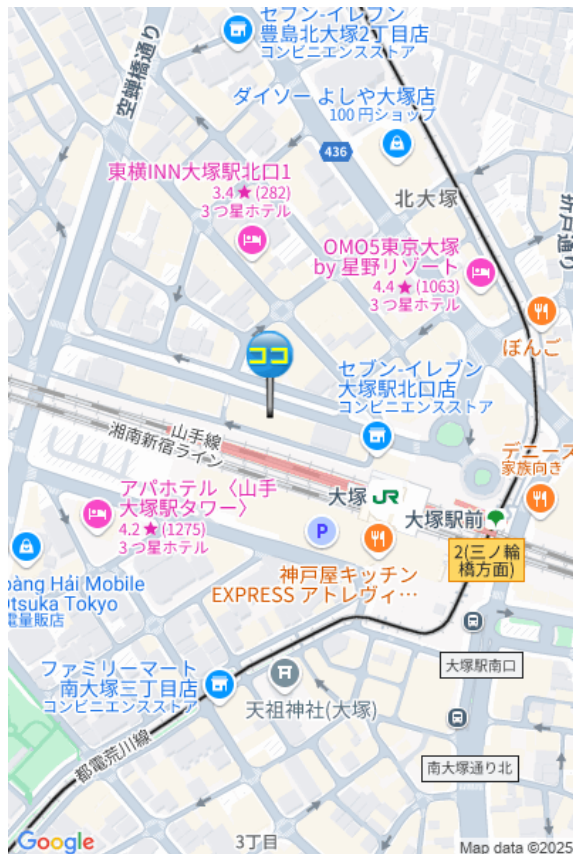 セブン-イレブン
豊島北大塚2丁目店
コンビニエンスストア
空蝉橋通り
ダイソー よしや大塚店
100 円ショップ
436
東横INN大塚駅北口1
3.4 ★ (282)
3 つ星ホテル
北大塚
折戸通り
OMO5東京大塚
by 星野リゾート
4.4 ★ (1063)
3 つ星ホテル
ぼんご
ココ
セブン-イレブン
大塚駅北口店
コンビニエンスストア
山手線
湘南新宿ライン
デニーズ
家族向き
アパホテル〈山手
大塚駅タワー〉
4.2 ★ (1275)
3 つ星ホテル
大塚 JR
大塚駅前
P
2(三ノ輪
橋方面)
神戸屋キッチン
EXPRESS アトレヴィ…
oàng Hải Mobile
Otsuka Tokyo
電量販店
大塚駅南口
ファミリーマート
南大塚三丁目店
コンビニエンスストア
天祖神社(大塚)
都電荒川線
南大塚通り北
3丁目
Google
Map data ©2025